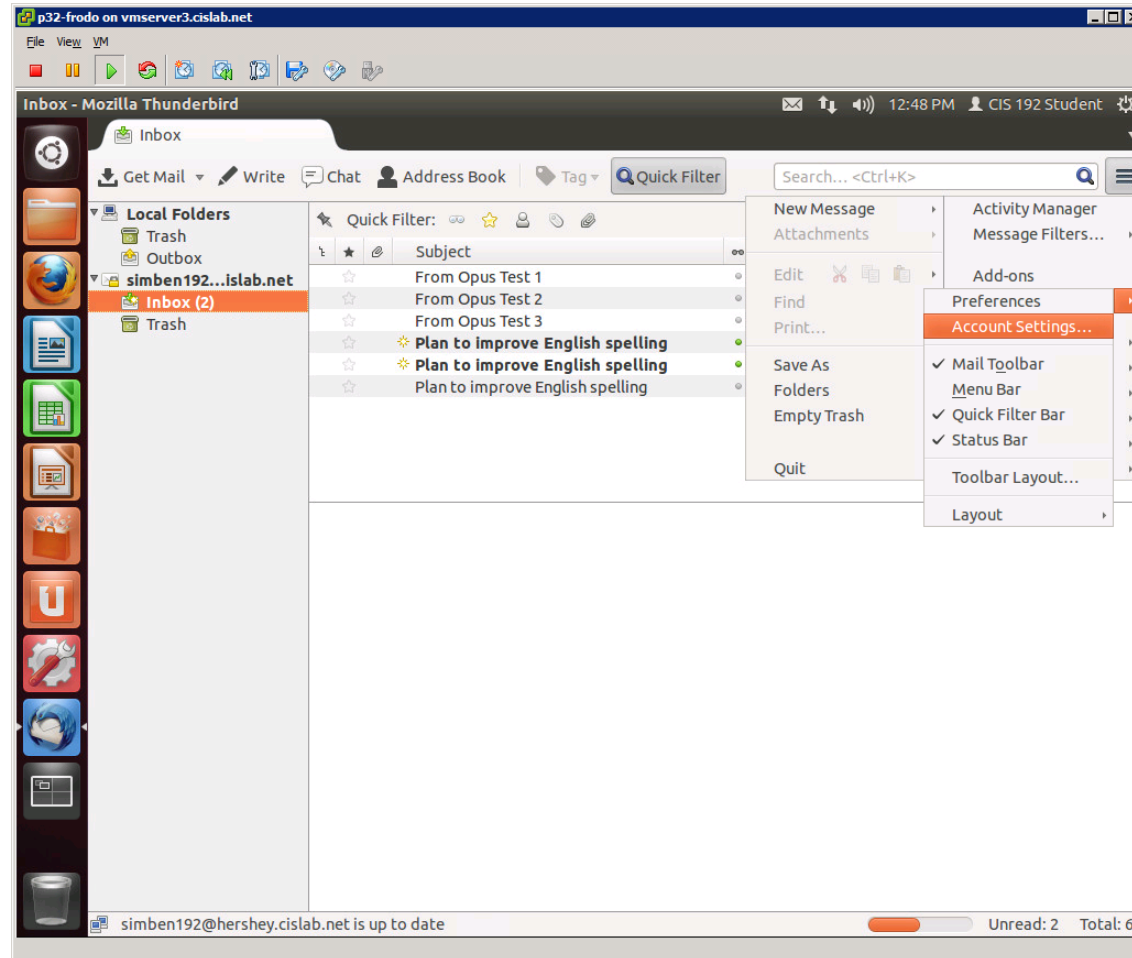 p32-frodo on vmserver3.cislab.net
File View VM
Inbox - Mozilla Thunderbird 12:48 PM CIS 192 Student
Inbox
Get Mail Write Chat Address Book Tag Quick Filter Search... <Ctrl+K>
Local Folders
Trash
Outbox
simben192...islab.net
Inbox (2)
Trash
Quick Filter:
Subject
From Opus Test 1
From Opus Test 2
From Opus Test 3
Plan to improve English spelling
Plan to improve English spelling
Plan to improve English spelling
New Message
Attachments
Edit
Find
Print...
Save As
Folders
Empty Trash
Quit
Activity Manager
Message Filters...
Add-ons
Preferences
Account Settings...
Mail Toolbar
Menu Bar
Quick Filter Bar
Status Bar
Toolbar Layout...
Layout
simben192@hershey.cislab.net is up to date Unread: 2 Total: 6